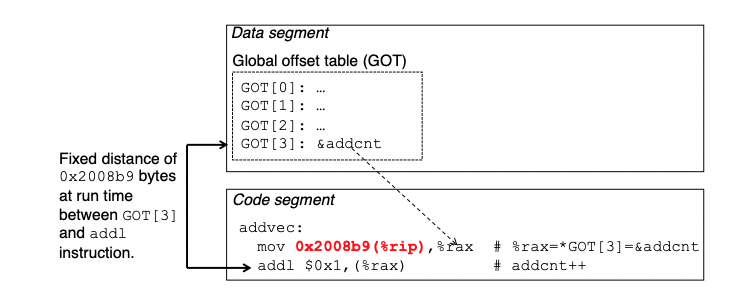 Data segment
Global offset table (GOT)
GOT[0]: …
GOT[1]: …
GOT[2]: …
GOT[3]: &addcnt
Fixed distance of
0x2008b9 bytes
at run time
between GOT[3]
and addl
instruction.
Code segment
addvec:
mov 0x2008b9(%rip),%rax # %rax=*GOT[3]=&addcnt
addl $0x1,(%rax) # addcnt++